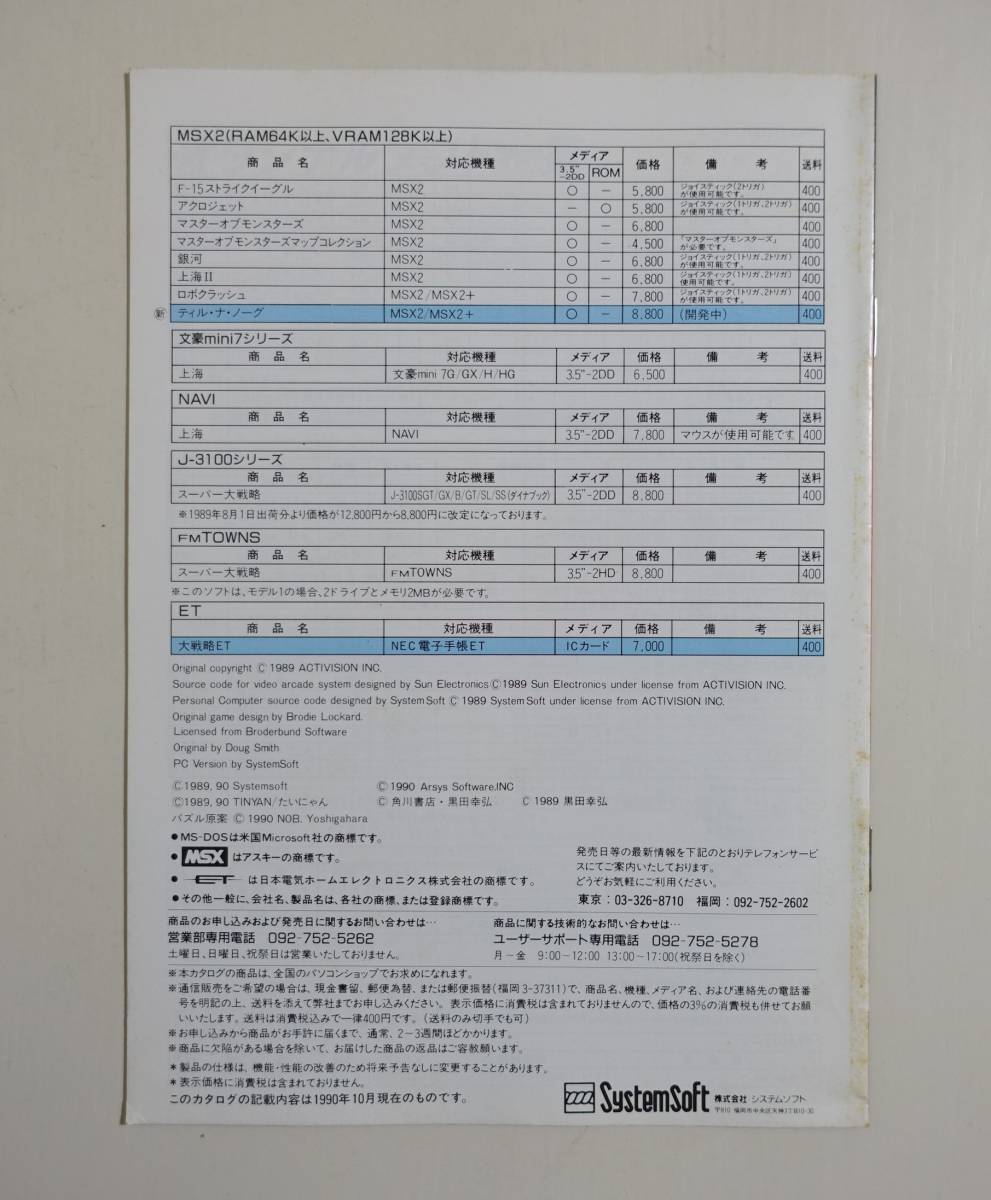 MSX2(RAM64K以上、VRAM128K以上)
商品名 対応機種 メディア 価格 備考 送料
3.5"-2DD ROM
F-15ストライクイーグル MSX2 ○ − 5,800 ジョイスティック(2トリガ)が使用可能です。 400
アクロジェット MSX2 − ○ 5,800 ジョイスティック(1トリガ、2トリガ)が使用可能です。 400
マスターオブモンスターズ MSX2 ○ − 6,800 400
マスターオブモンスターズマップコレクション MSX2 ○ − 4,500 「マスターオブモンスターズ」が必要です。 400
銀河 MSX2 ○ − 6,800 ジョイスティック(1トリガ、2トリガ)が使用可能です。 400
上海II MSX2 ○ − 6,800 ジョイスティック(1トリガ、2トリガ)使用可能です。 400
ロボクラッシュ MSX2/MSX2+ ○ − 7,800 ジョイスティック(1トリガ、2トリガ)が使用可能です。 400
新 ティル・ナ・ノーグ MSX2/MSX2+ ○ − 8,800 (開発中) 400
文豪mini7シリーズ
商品名 対応機種 メディア 価格 備考 送料
上海 文豪mini 7G/GX/H/HG 3.5"-2DD 6,500 400
NAVI
商品名 対応機種 メディア 価格 備考 送料
上海 NAVI 3.5"-2DD 7,800 マウスが使用可能です 400
J-3100シリーズ
商品名 対応機種 メディア 価格 備考 送料
スーパー大戦略 J-3100SGT/GX/B/GT/SL/SS(ダイナブック) 3.5"-2DD 8,800 400
※1989年8月1日出荷分より価格が12,800円から8,800円に改定になっております。
FMTOWNS
商品名 対応機種 メディア 価格 備考 送料
スーパー大戦略 FMTOWNS 3.5"-2HD 8,800 400
※このソフトは、モデル1の場合、2ドライブとメモリ2MBが必要です。
ET
商品名 対応機種 メディア 価格 備考 送料
大戦略ET NEC電子手帳ET ICカード 7,000 400
Original copyright © 1989 ACTIVISION INC.
Source code for video arcade system designed by Sun Electronics © 1989 Sun Electronics under license from ACTIVISION INC.
Personal Computer source code designed by SystemSoft © 1989 SystemSoft under license from ACTIVISION INC.
Original game design by Brodie Lockard.
Licensed from Broderbund Software
Original by Doug Smith
PC Version by SystemSoft
©1989, 90 Systemsoft © 1990 Arsys Software.INC
©1989, 90 TINYAN/たいにゃん © 角川書店・黒田幸弘 © 1989 黒田幸弘
パズル原案 © 1990 NOB. Yoshigahara
●MS-DOSは米国Microsoft社の商標です。
●MSXはアスキーの商標です。
●ETは日本電気ホームエレクトロニクス株式会社の商標です。
●その他一般に、会社名、製品名は、各社の商標、または登録商標です。
発売日等の最新情報を下記のとおりテレフォンサービ
スにてご案内いたしております。
どうぞお気軽にご利用ください。
東京：03-326-8710 福岡：092-752-2602
商品のお申し込みおよび発売日に関するお問い合わせは…
営業部専用電話 092-752-5262
土曜日、日曜日、祝祭日は営業いたしておりません。
商品に関する技術的なお問い合わせは…
ユーザーサポート専用電話 092-752-5278
月－金 9:00−12:00 13:00−17:00(祝祭日を除く)
※本カタログの商品は、全国のパソコンショップでお求めになれます。
※通信販売をご希望の場合は、現金書留、郵便為替、または郵便振替(福岡3-37311)で、商品名、機種、メディア名、および連絡先の電話番
号を明記の上、送料を添えて弊社までお申し込みください。表示価格に消費税は含まれておりませんので、価格の3%の消費税も併せてお願
いいたします。送料は消費税込みで一律400円です。(送料のみ切手でも可)
※お申し込みから商品がお手許に届くまで、通常、2−3週間ほどかかります。
※商品に欠陥がある場合を除いて、お届けした商品の返品はご容赦願います。
＊製品の仕様は、機能・性能の改善のため将来予告なしに変更することがあります。
＊表示価格に消費税は含まれておりません。
このカタログの記載内容は1990年10月現在のものです。
SystemSoft 株式会社 システムソフト
〒810 福岡市中央区天神3丁目10-30